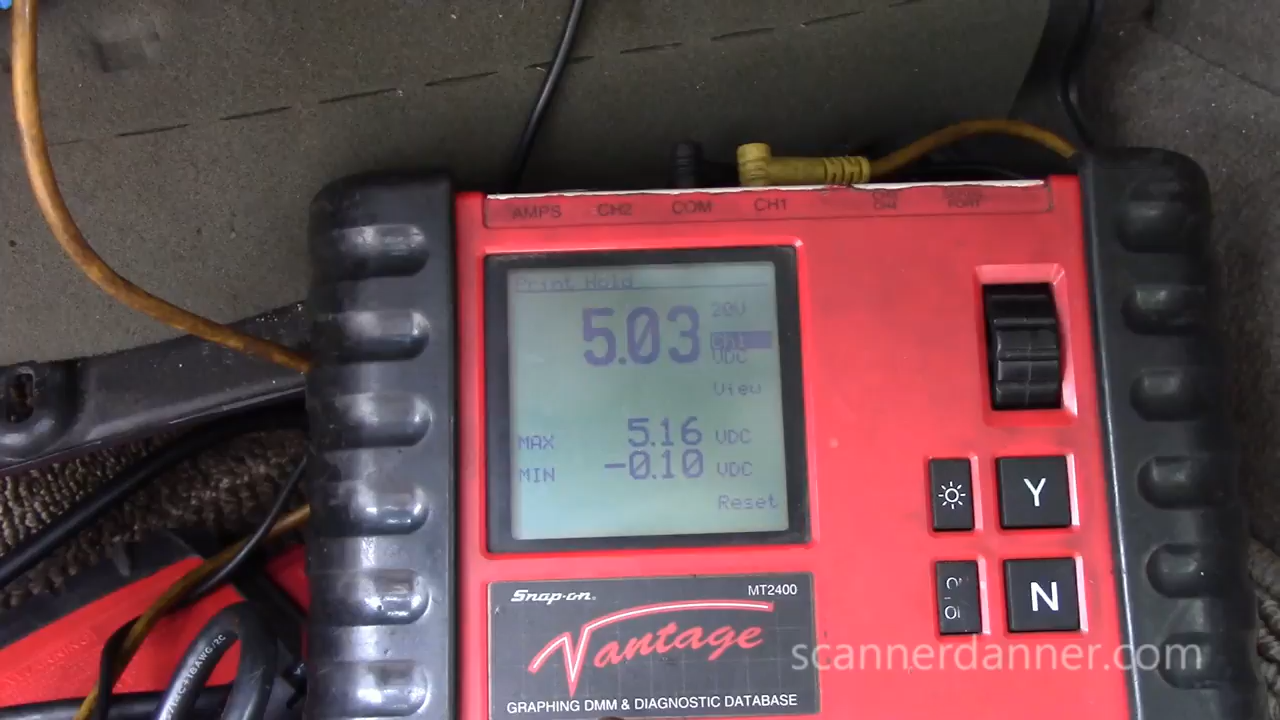 AMPS CH2 COM CH1
Print Hold
5.03 20V
Ch1
VDC
View
MAX 5.16 VDC
MIN -0.10 VDC
Reset
Y
N
Snap-on MT2400
Vantage
GRAPHING DMM & DIAGNOSTIC DATABASE
scannerdanner.com